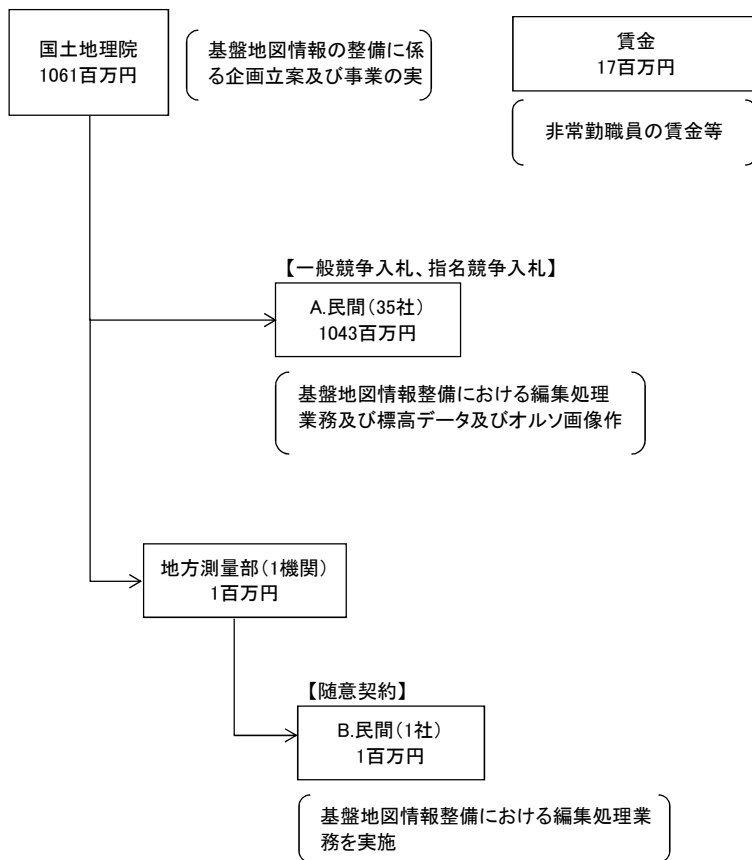 国土地理院
1061百万円
基盤地図情報の整備に係
る企画立案及び事業の実
賃金
17百万円
非常勤職員の賃金等
【一般競争入札、指名競争入札】
A.民間(35社)
1043百万円
基盤地図情報整備における編集処理
業務及び標高データ及びオルソ画像作
地方測量部(1機関)
1百万円
【随意契約】
B.民間(1社)
1百万円
基盤地図情報整備における編集処理業
務を実施